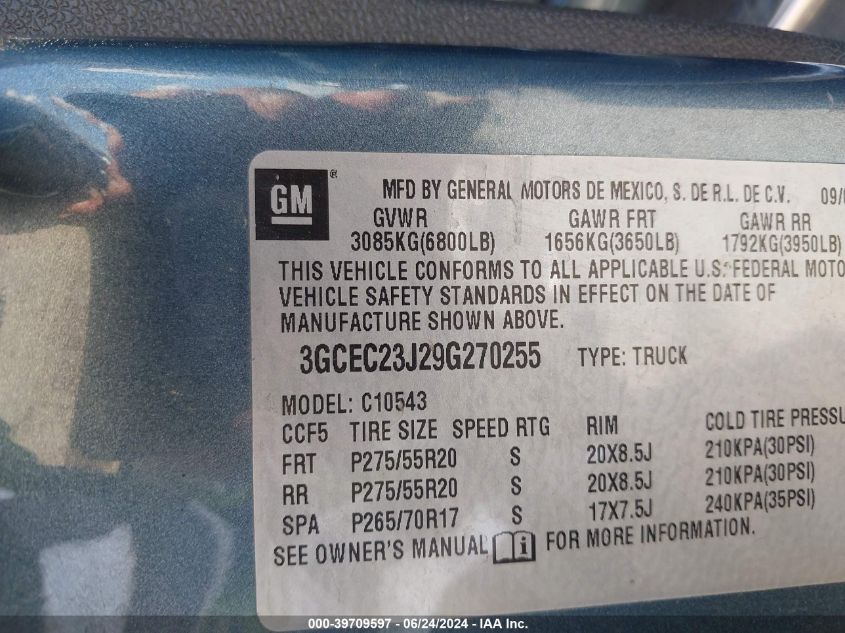 GM ® MFD BY GENERAL MOTORS DE MEXICO, S. DE R.L. DE C.V. 09/
GVWR GAWR FRT GAWR RR
3085KG(6800LB) 1656KG(3650LB) 1792KG(3950LB)
THIS VEHICLE CONFORMS TO ALL APPLICABLE U.S. FEDERAL MOTO
VEHICLE SAFETY STANDARDS IN EFFECT ON THE DATE OF
MANUFACTURE SHOWN ABOVE.
3GCEC23J29G270255 TYPE: TRUCK
MODEL: C10543
CCF5 TIRE SIZE SPEED RTG RIM COLD TIRE PRESSU
FRT P275/55R20 S 20X8.5J 210KPA(30PSI)
RR P275/55R20 S 20X8.5J 210KPA(30PSI)
SPA P265/70R17 S 17X7.5J 240KPA(35PSI)
SEE OWNER'S MANUAL i FOR MORE INFORMATION.
000-39709597 - 06/24/2024 - COPYRIGHT IAA, LLC.